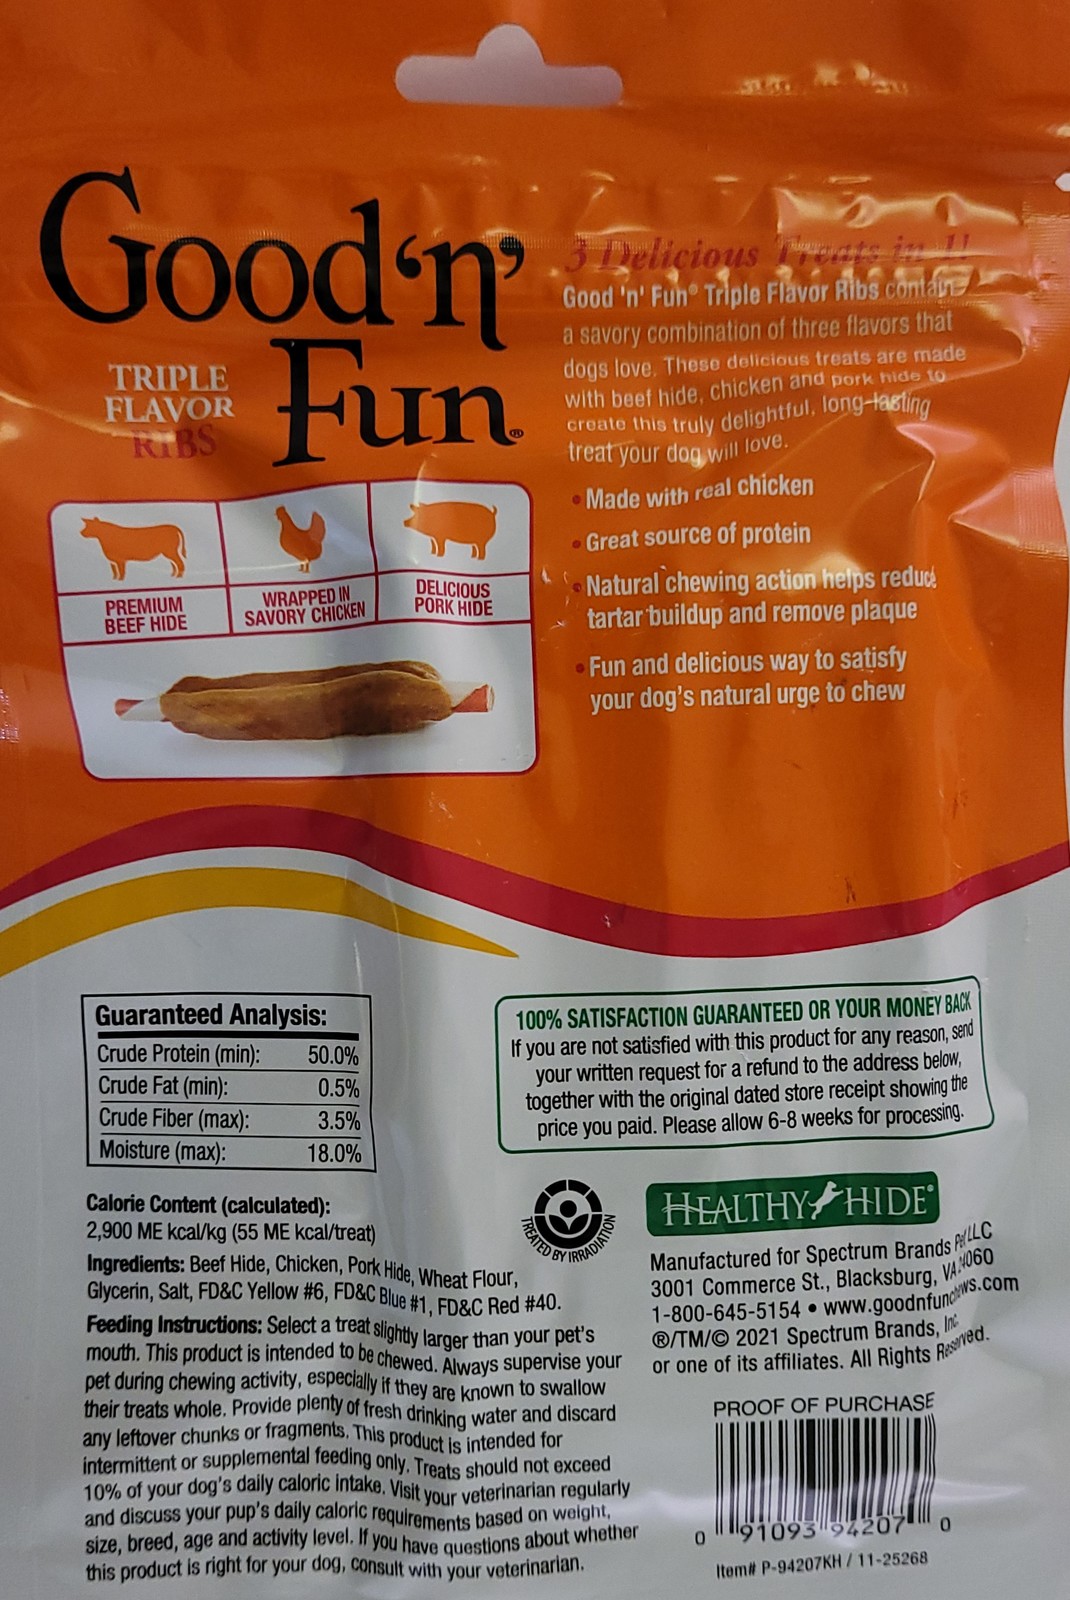 Good 'n' Fun®
TRIPLE
FLAVOR
RIBS
PREMIUM
BEEF HIDE
WRAPPED IN
SAVORY CHICKEN
DELICIOUS
PORK HIDE
3 Delicious Treats in 1!
Good 'n' Fun® Triple Flavor Ribs contain
a savory combination of three flavors that
dogs love. These delicious treats are made
with beef hide, chicken and pork hide to
create this truly delightful, long-lasting
treat your dog will love.
• Made with real chicken
• Great source of protein
• Natural chewing action helps reduce
tartar buildup and remove plaque
• Fun and delicious way to satisfy
your dog's natural urge to chew
Guaranteed Analysis:
Crude Protein (min): 50.0%
Crude Fat (min): 0.5%
Crude Fiber (max): 3.5%
Moisture (max): 18.0%
Calorie Content (calculated):
2,900 ME kcal/kg (55 ME kcal/treat)
Ingredients: Beef Hide, Chicken, Pork Hide, Wheat Flour,
Glycerin, Salt, FD&C Yellow #6, FD&C Blue #1, FD&C Red #40.
Feeding Instructions: Select a treat slightly larger than your pet's
mouth. This product is intended to be chewed. Always supervise your
pet during chewing activity, especially if they are known to swallow
their treats whole. Provide plenty of fresh drinking water and discard
any leftover chunks or fragments. This product is intended for
intermittent or supplemental feeding only. Treats should not exceed
10% of your dog's daily caloric intake. Visit your veterinarian regularly
and discuss your pup's daily caloric requirements based on weight,
size, breed, age and activity level. If you have questions about whether
this product is right for your dog, consult with your veterinarian.
100% SATISFACTION GUARANTEED OR YOUR MONEY BACK
If you are not satisfied with this product for any reason, send
your written request for a refund to the address below,
together with the original dated store receipt showing the
price you paid. Please allow 6-8 weeks for processing.
TREATED BY IRRADIATION
HEALTHY HIDE®
Manufactured for Spectrum Brands Pet LLC
3001 Commerce St., Blacksburg, VA 24060
1-800-645-5154 • www.goodnfunchews.com
®/TM/© 2021 Spectrum Brands, Inc.
or one of its affiliates. All Rights Reserved.
PROOF OF PURCHASE
0 91093 94207 0
Item# P-94207KH / 11-25268